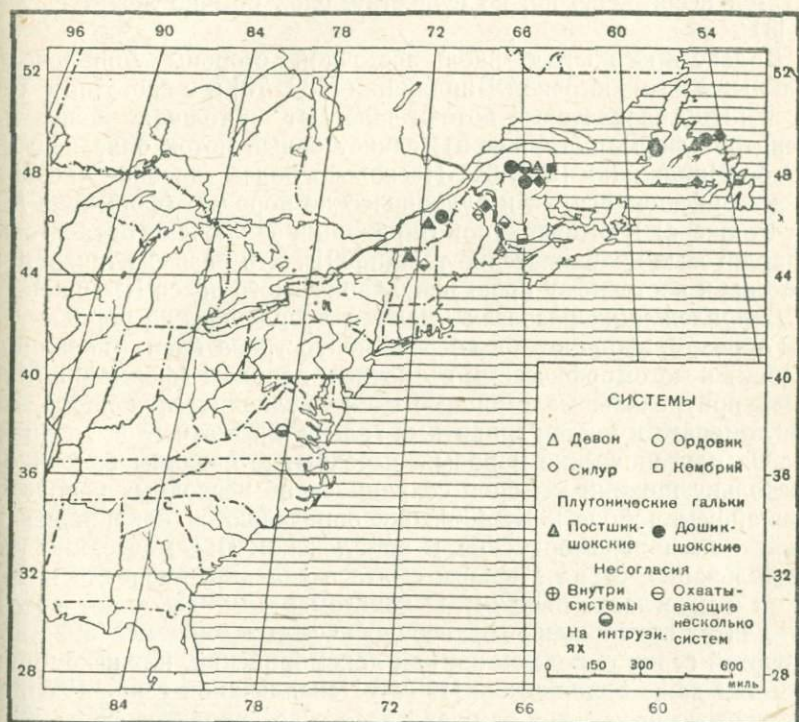 96 90 84 78 72 66 60 54
52 52
48 48
44 44
40 40
36 36
32 32
28 28
84 78 72 66 60
СИСТЕМЫ
△ Девон ○ Ордовик
◇ Силур □ Кембрий
Плутонические гальки
Постшик-
шокские
Дошик-
шокские
Несогласия
Внутри
системы
Охваты-
вающие
несколько
систем
На интрузи-
ях
0 150 300 600
миль